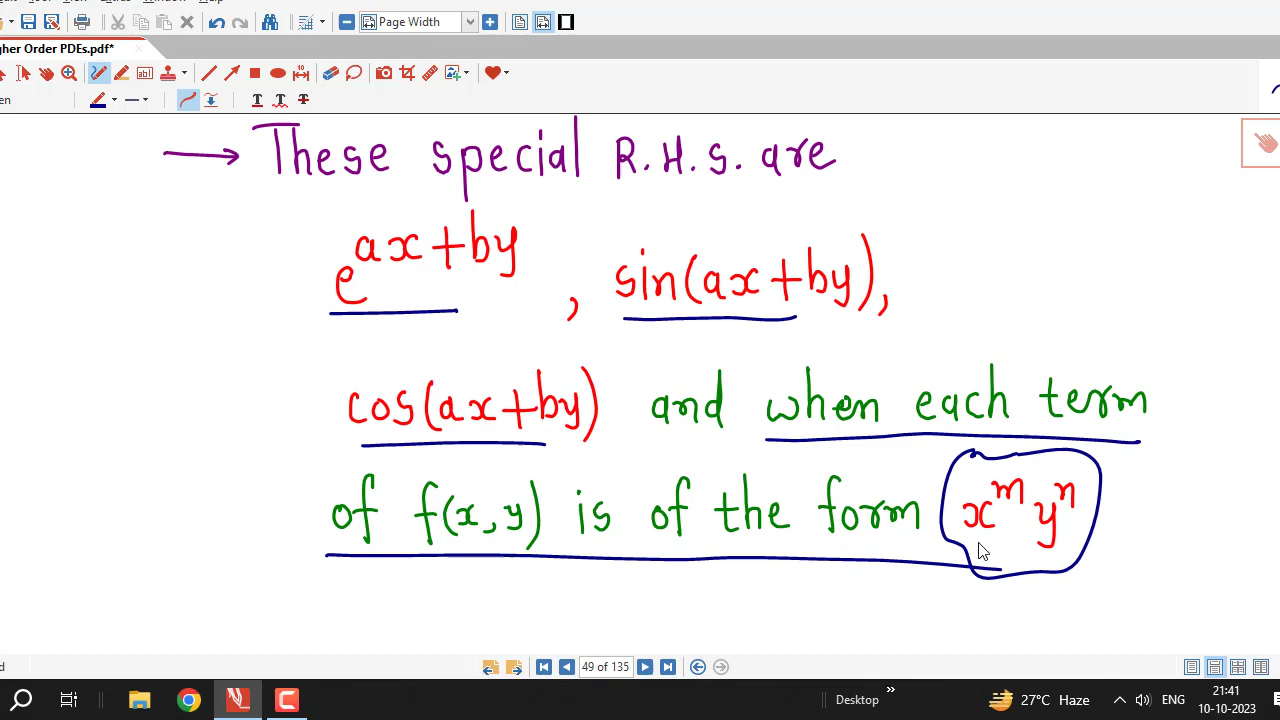 Page Width
gher Order PDEs.pdf*
→ These special R.H.S. are
e^{ax+by}, sin(ax+by),
cos(ax+by) and when each term
of f(x,y) is of the form x^m y^n
49 of 135
Desktop » 27°C Haze ENG 21:41
10-10-2023